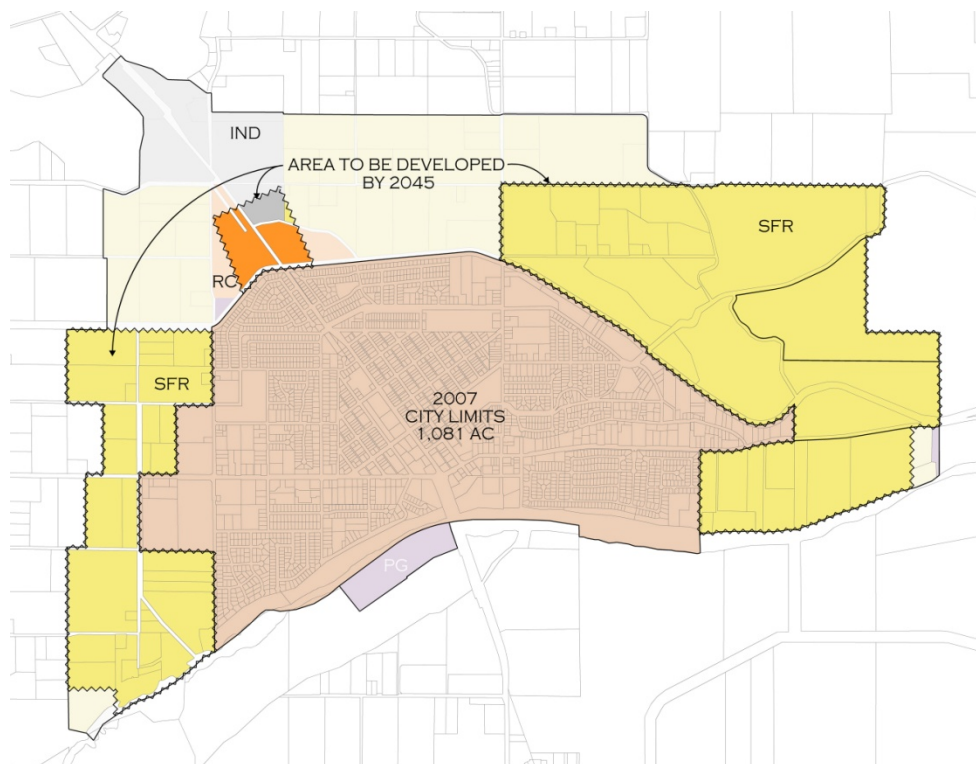 IND
AREA TO BE DEVELOPED
BY 2045
SFR
RC
SFR
2007
CITY LIMITS
1,081 AC
PG